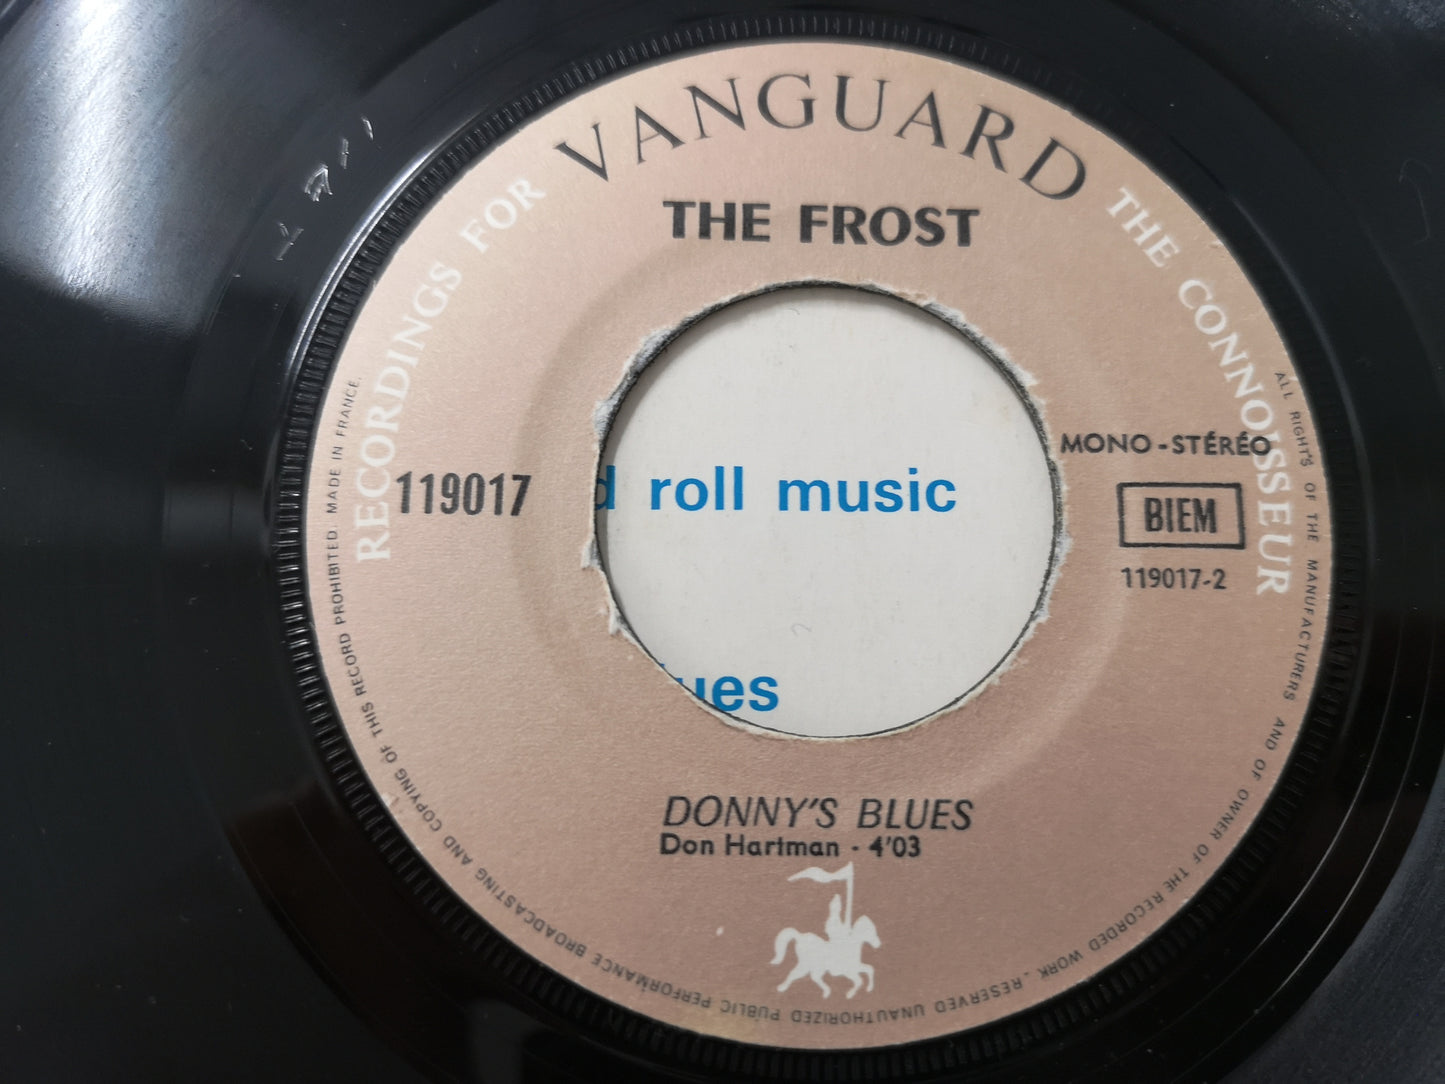 VANGUARD
RECORDINGS FOR THE CONNOISSEUR
THE FROST
119017
d roll music
ues
MONO-STÉRÉO
BIEM
119017-2
DONNY'S BLUES
Don Hartman - 4'03
ALL RIGHT'S OF THE MANUFACTURERS AND OF OWNER OF THE RECORDED WORK. RESERVED UNAUTHORIZED PUBLIC PERFORMANCE BROADCASTING AND COPYING OF THIS RECORD PROHIBITED. MADE IN FRANCE.